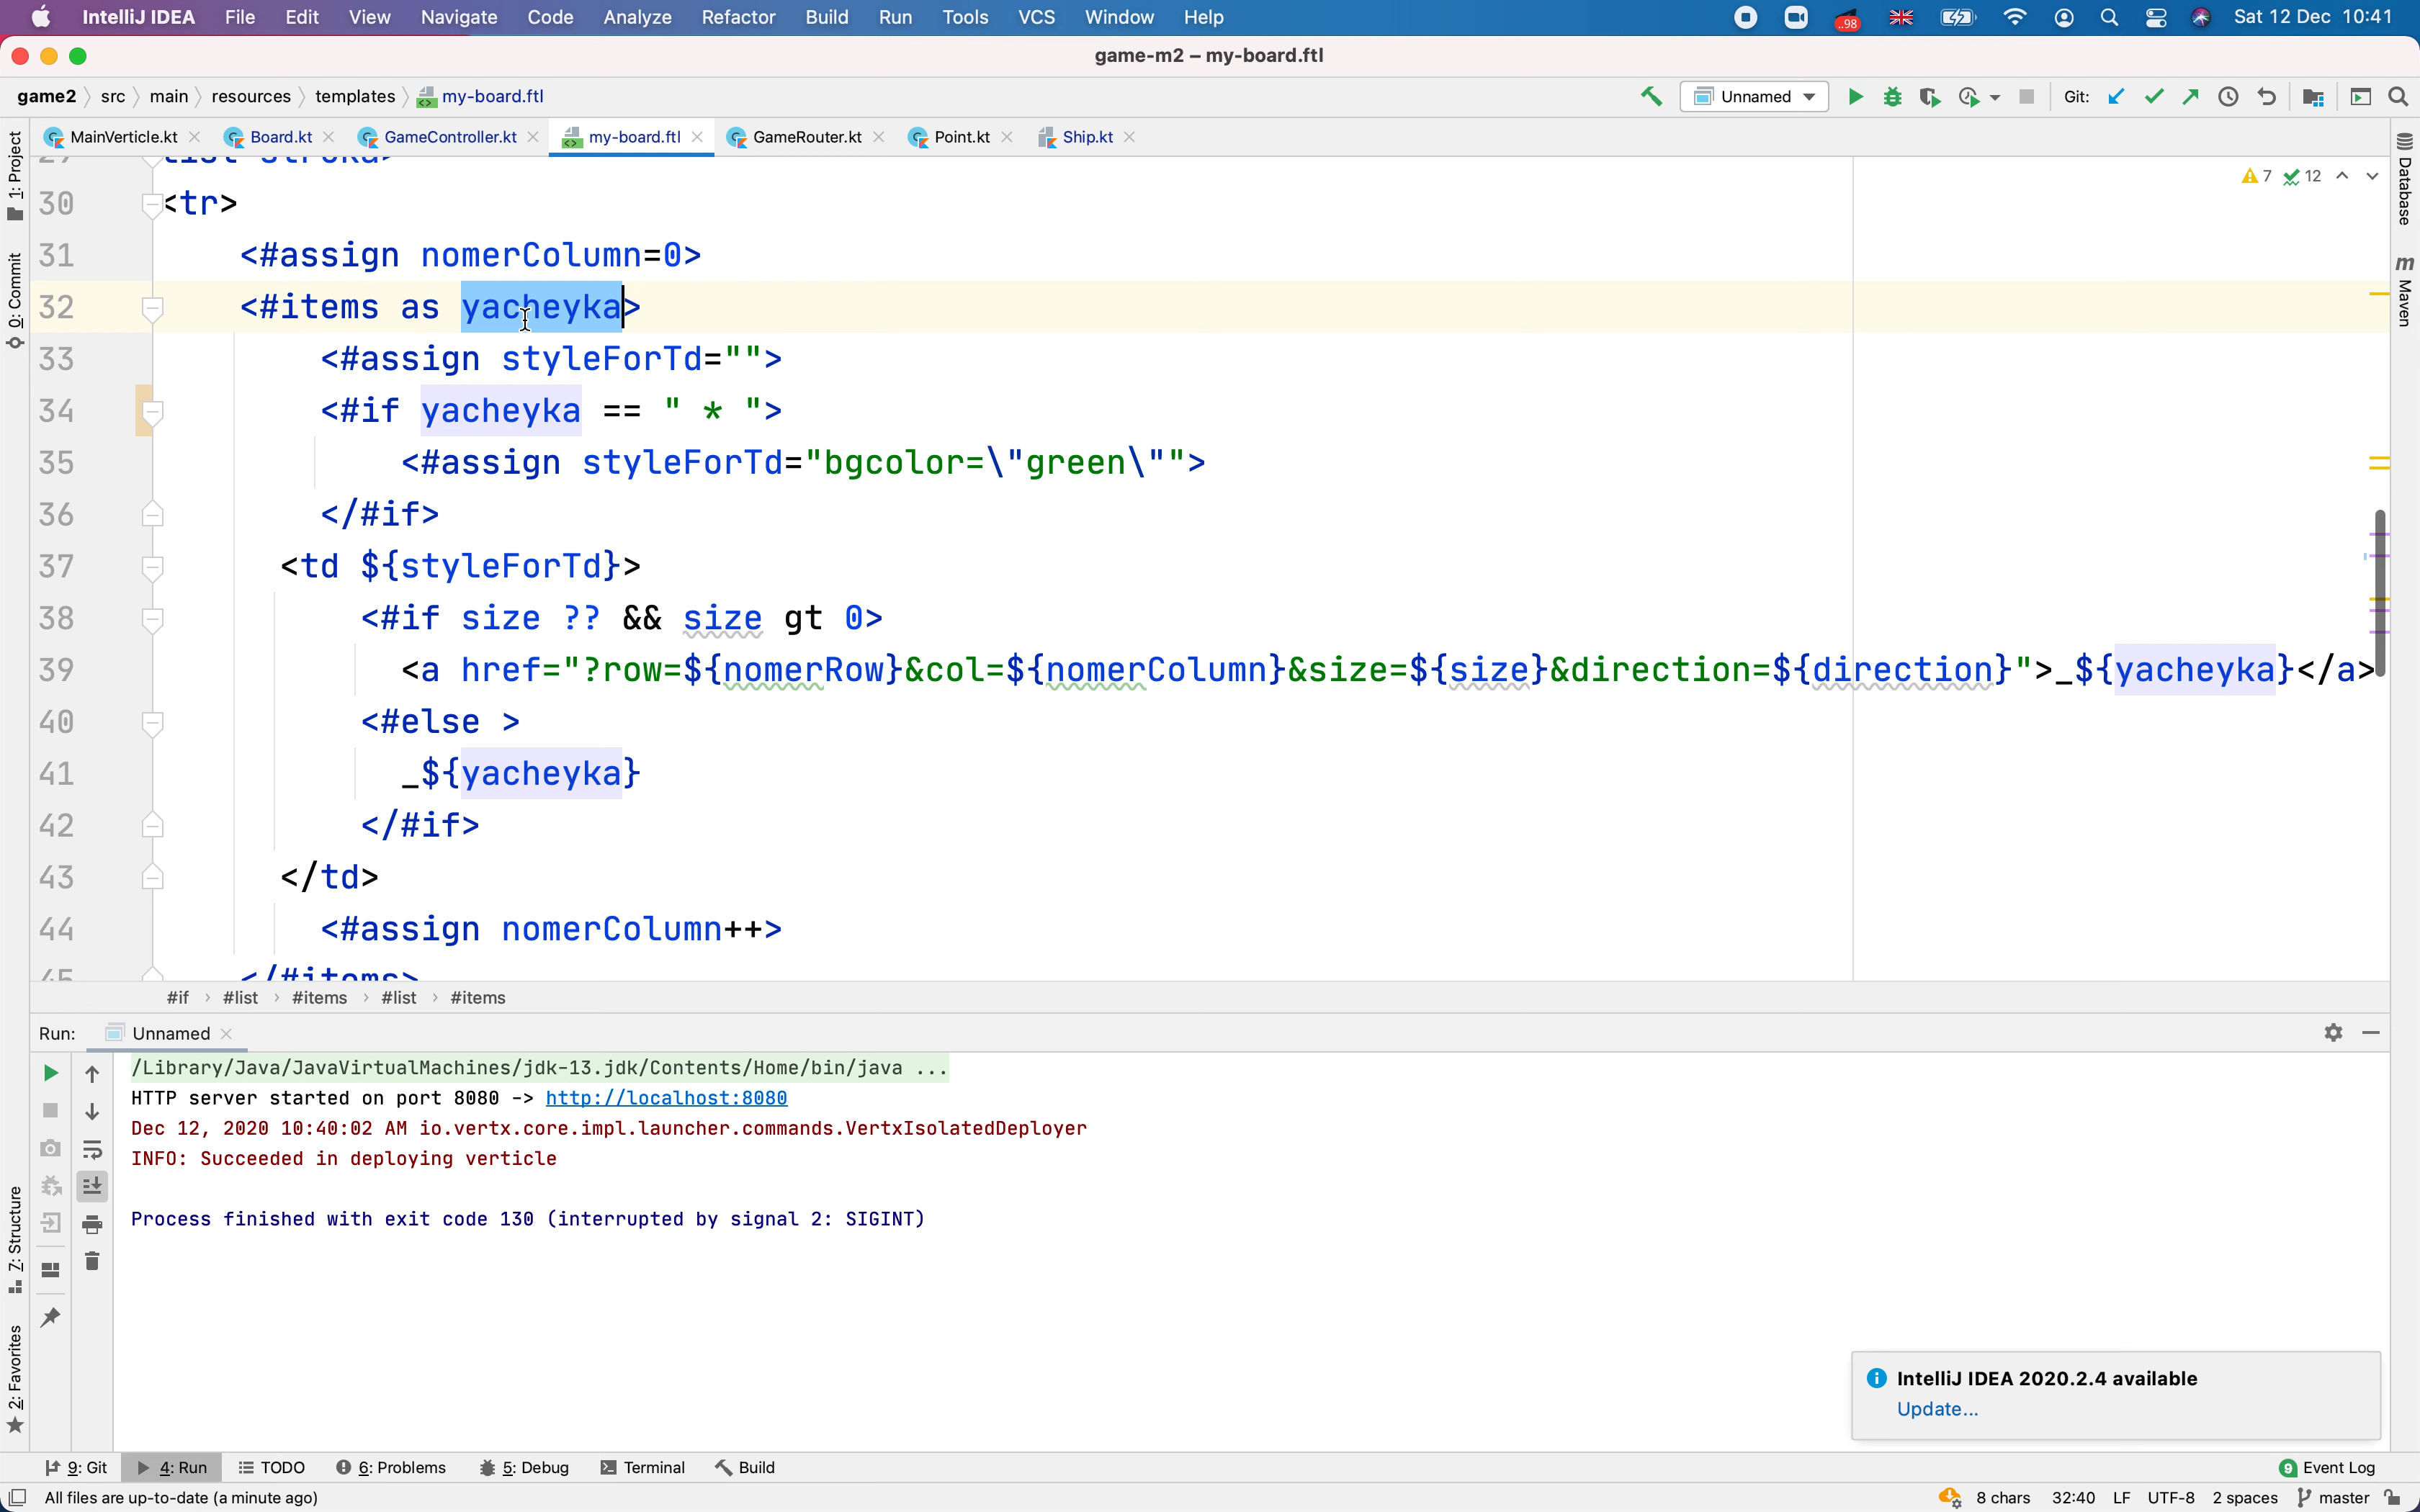 IntelliJ IDEA File Edit View Navigate Code Analyze Refactor Build Run Tools VCS Window Help ..98 Sat 12 Dec 10:41
game-m2 – my-board.ftl
game2 src main resources templates my-board.ftl Unnamed Git:
MainVerticle.kt Board.kt GameController.kt my-board.ftl GameRouter.kt Point.kt Ship.kt
1: Project
0: Commit
7: Structure
2: Favorites
Database
m Maven
7 12
30 <tr>
31 <#assign nomerColumn=0>
32 <#items as yacheyka>
33 <#assign styleForTd="">
34 <#if yacheyka == " * ">
35 <#assign styleForTd="bgcolor=\"green\"">
36 </#if>
37 <td ${styleForTd}>
38 <#if size ?? && size gt 0>
39 <a href="?row=${nomerRow}&col=${nomerColumn}&size=${size}&direction=${direction}">_${yacheyka}</a>
40 <#else >
41 _${yacheyka}
42 </#if>
43 </td>
44 <#assign nomerColumn++>
45 </#items>
#if › #list › #items › #list › #items
Run: Unnamed
/Library/Java/JavaVirtualMachines/jdk-13.jdk/Contents/Home/bin/java ...
HTTP server started on port 8080 -> http://localhost:8080
Dec 12, 2020 10:40:02 AM io.vertx.core.impl.launcher.commands.VertxIsolatedDeployer
INFO: Succeeded in deploying verticle
Process finished with exit code 130 (interrupted by signal 2: SIGINT)
IntelliJ IDEA 2020.2.4 available
Update...
9: Git 4: Run TODO 6: Problems 5: Debug Terminal Build 9 Event Log
All files are up-to-date (a minute ago) 8 chars 32:40 LF UTF-8 2 spaces master